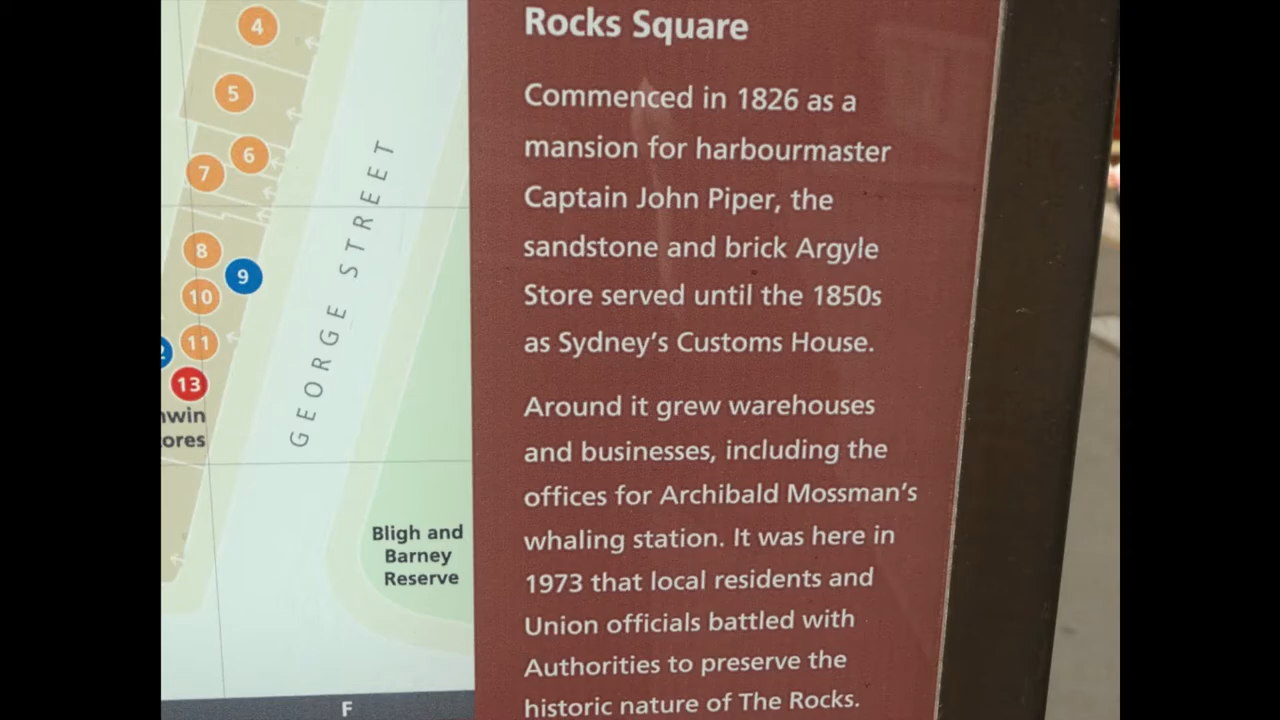 4
5
6
7
8
9
10
11
13
GEORGE STREET
Bligh and
Barney
Reserve
F
Rocks Square
Commenced in 1826 as a
mansion for harbourmaster
Captain John Piper, the
sandstone and brick Argyle
Store served until the 1850s
as Sydney's Customs House.
Around it grew warehouses
and businesses, including the
offices for Archibald Mossman's
whaling station. It was here in
1973 that local residents and
Union officials battled with
Authorities to preserve the
historic nature of The Rocks.